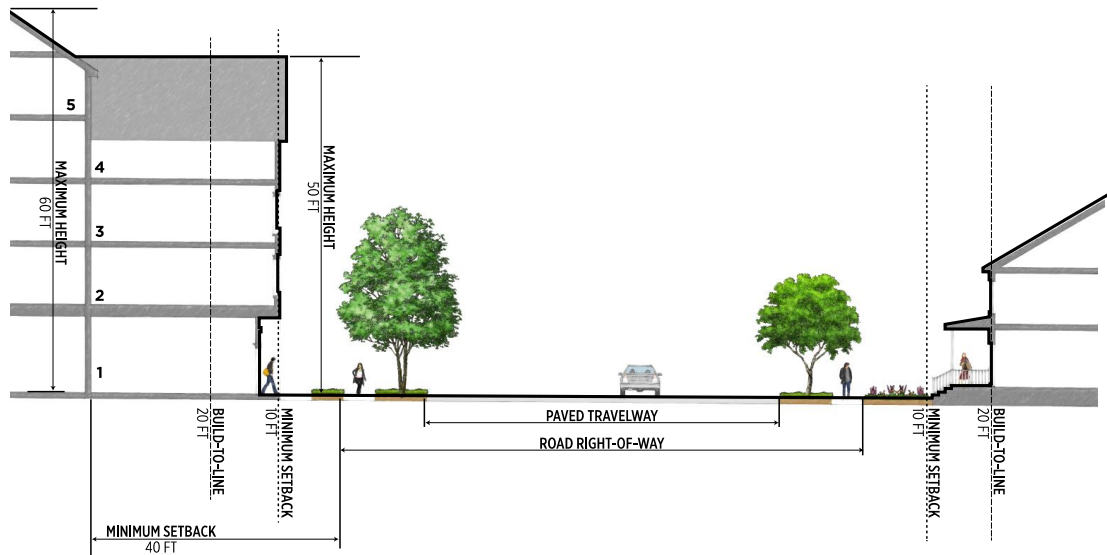 5
4
3
2
1
MAXIMUM HEIGHT
60 FT
MAXIMUM HEIGHT
50 FT
BUILD-TO-LINE
20 FT
MINIMUM SETBACK
10 FT
PAVED TRAVELWAY
ROAD RIGHT-OF-WAY
MINIMUM SETBACK
10 FT
BUILD-TO-LINE
20 FT
MINIMUM SETBACK
40 FT